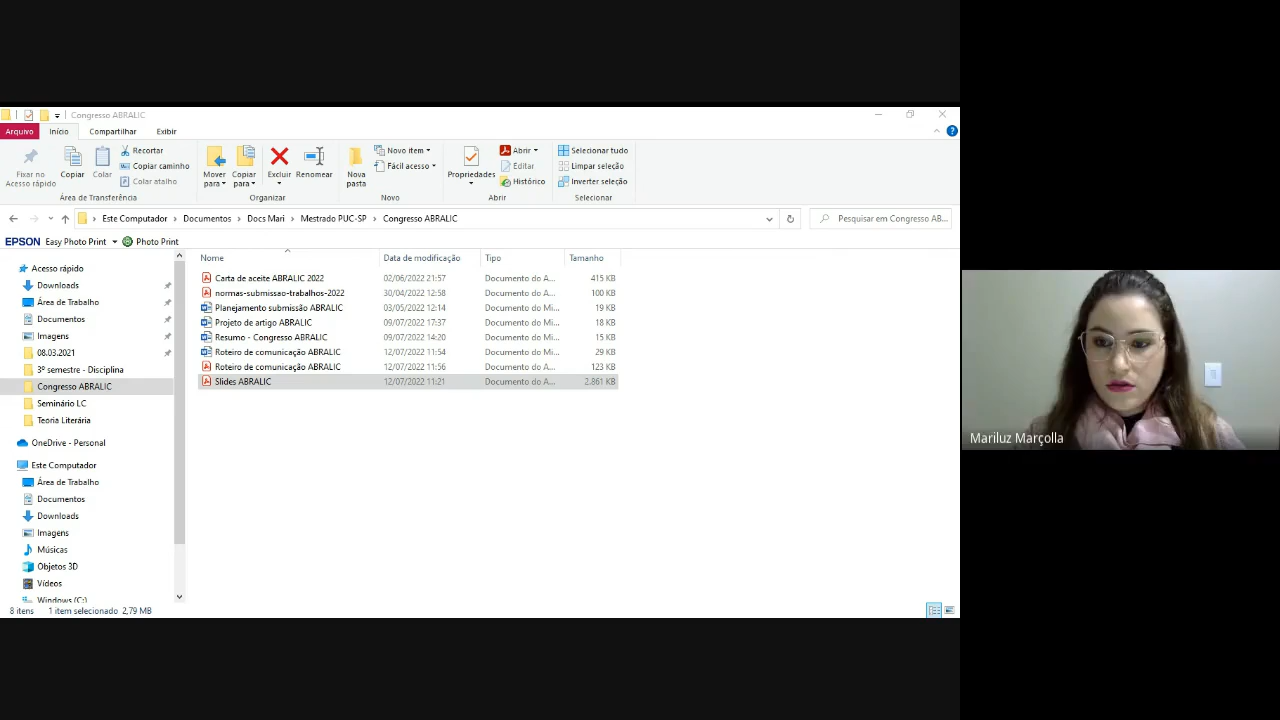 Congresso ABRALIC
Arquivo Início Compartilhar Exibir
Fixar no Acesso rápido
Copiar
Colar
Recortar
Copiar caminho
Colar atalho
Área de Transferência
Mover para
Copiar para
Excluir
Renomear
Organizar
Nova pasta
Novo item
Fácil acesso
Novo
Propriedades
Abrir
Editar
Histórico
Abrir
Selecionar tudo
Limpar seleção
Inverter seleção
Selecionar
Este Computador > Documentos > Docs Mari > Mestrado PUC-SP > Congresso ABRALIC
Pesquisar em Congresso AB...
EPSON Easy Photo Print Photo Print
Acesso rápido
Downloads
Área de Trabalho
Documentos
Imagens
08.03.2021
3º semestre - Disciplina
Congresso ABRALIC
Seminário LC
Teoria Literária
OneDrive - Personal
Este Computador
Área de Trabalho
Documentos
Downloads
Imagens
Músicas
Objetos 3D
Vídeos
Windows (C:)
Nome Data de modificação Tipo Tamanho
Carta de aceite ABRALIC 2022 02/06/2022 21:57 Documento do A... 415 KB
normas-submissao-trabalhos-2022 30/04/2022 12:58 Documento do A... 100 KB
Planejamento submissão ABRALIC 03/05/2022 12:14 Documento do Mi... 19 KB
Projeto de artigo ABRALIC 09/07/2022 17:37 Documento do Mi... 18 KB
Resumo - Congresso ABRALIC 09/07/2022 14:20 Documento do Mi... 15 KB
Roteiro de comunicação ABRALIC 12/07/2022 11:54 Documento do Mi... 29 KB
Roteiro de comunicação ABRALIC 12/07/2022 11:56 Documento do A... 123 KB
Slides ABRALIC 12/07/2022 11:21 Documento do A... 2.861 KB
8 itens 1 item selecionado 2,79 MB
Mariluz Marçolla